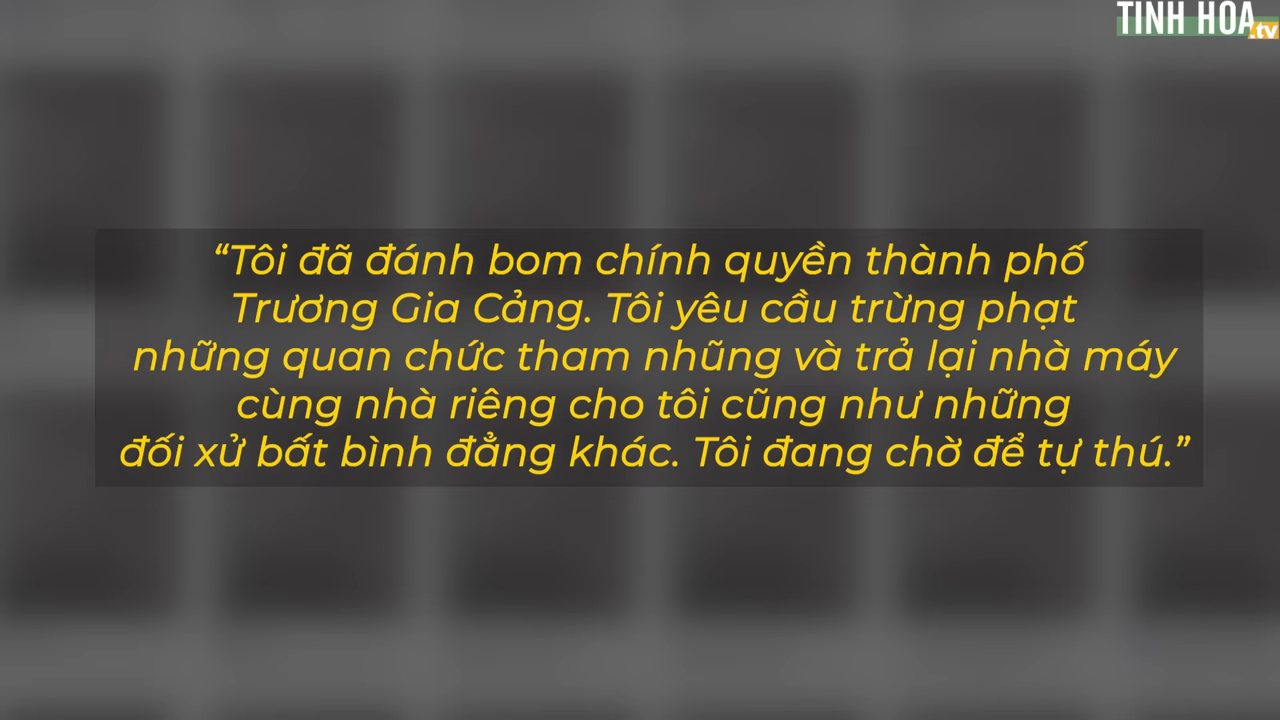 TINH HOA
.tv
“Tôi đã đánh bom chính quyền thành phố
Trương Gia Cảng. Tôi yêu cầu trừng phạt
những quan chức tham nhũng và trả lại nhà máy
cùng nhà riêng cho tôi cũng như những
đối xử bất bình đẳng khác. Tôi đang chờ để tự thú.”